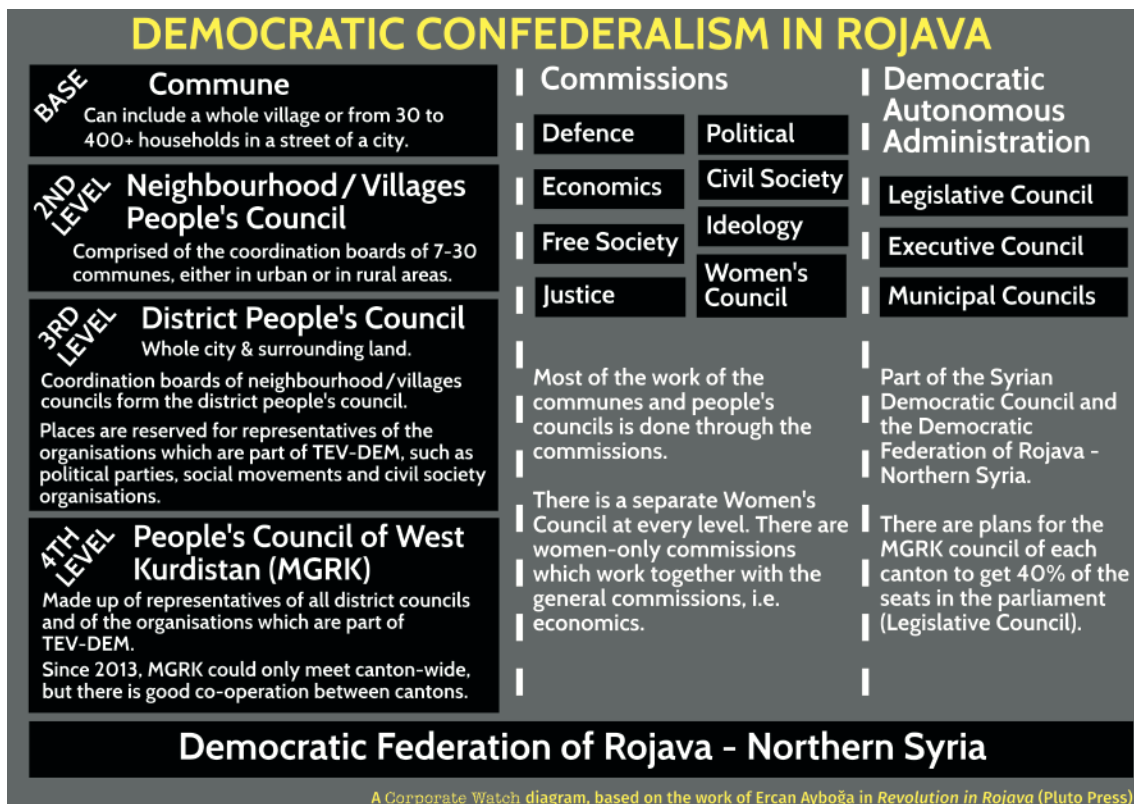 DEMOCRATIC CONFEDERALISM IN ROJAVA
BASE
Commune
Can include a whole village or from 30 to
400+ households in a street of a city.
2ND
LEVEL
Neighbourhood / Villages
People's Council
Comprised of the coordination boards of 7-30
communes, either in urban or in rural areas.
3RD
LEVEL
District People's Council
Whole city & surrounding land.
Coordination boards of neighbourhood/villages
councils form the district people's council.
Places are reserved for representatives of the
organisations which are part of TEV-DEM, such as
political parties, social movements and civil society
organisations.
4TH
LEVEL
People's Council of West
Kurdistan (MGRK)
Made up of representatives of all district councils
and of the organisations which are part of
TEV-DEM.
Since 2013, MGRK could only meet canton-wide,
but there is good co-operation between cantons.
Commissions
Defence
Economics
Free Society
Justice
Political
Civil Society
Ideology
Women's
Council
Most of the work of the
communes and people's
councils is done through the
commissions.
There is a separate Women's
Council at every level. There are
women-only commissions
which work together with the
general commissions, i.e.
economics.
Democratic
Autonomous
Administration
Legislative Council
Executive Council
Municipal Councils
Part of the Syrian
Democratic Council and
the Democratic
Federation of Rojava -
Northern Syria.
There are plans for the
MGRK council of each
canton to get 40% of the
seats in the parliament
(Legislative Council).
Democratic Federation of Rojava - Northern Syria
A Corporate Watch diagram, based on the work of Ercan Ayboğa in Revolution in Rojava (Pluto Press)